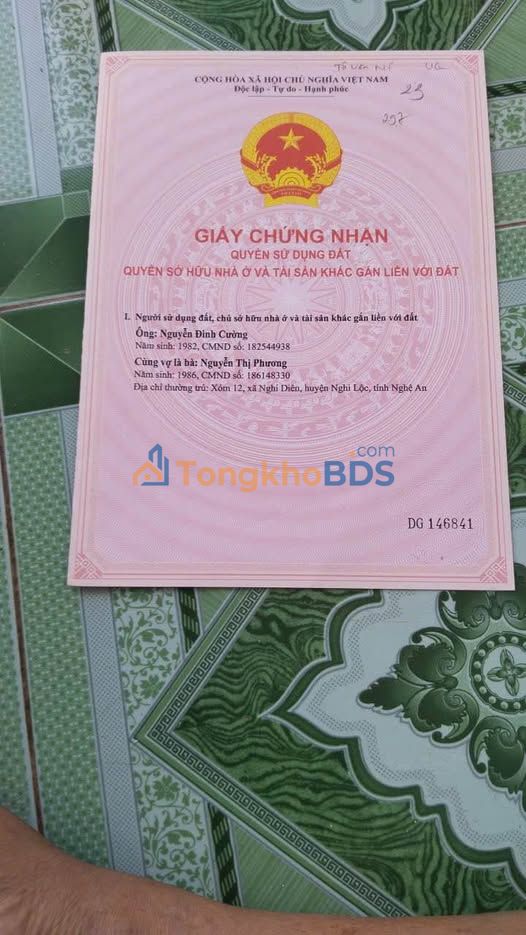 CỘNG HÒA XÃ HỘI CHỦ NGHĨA VIỆT NAM
Độc lập - Tự do - Hạnh phúc
23
297
GIẤY CHỨNG NHẬN
QUYỀN SỬ DỤNG ĐẤT
QUYỀN SỞ HỮU NHÀ Ở VÀ TÀI SẢN KHÁC GẮN LIỀN VỚI ĐẤT
I. Người sử dụng đất, chủ sở hữu nhà ở và tài sản khác gắn liền với đất
Ông: Nguyễn Đình Cường
Năm sinh: 1982, CMND số: 182544938
Cùng vợ là bà: Nguyễn Thị Phương
Năm sinh: 1986, CMND số: 186148330
Địa chỉ thường trú: Xóm 12, xã Nghi Diên, huyện Nghi Lộc, tỉnh Nghệ An
TongkhoBDS.com
DG 146841